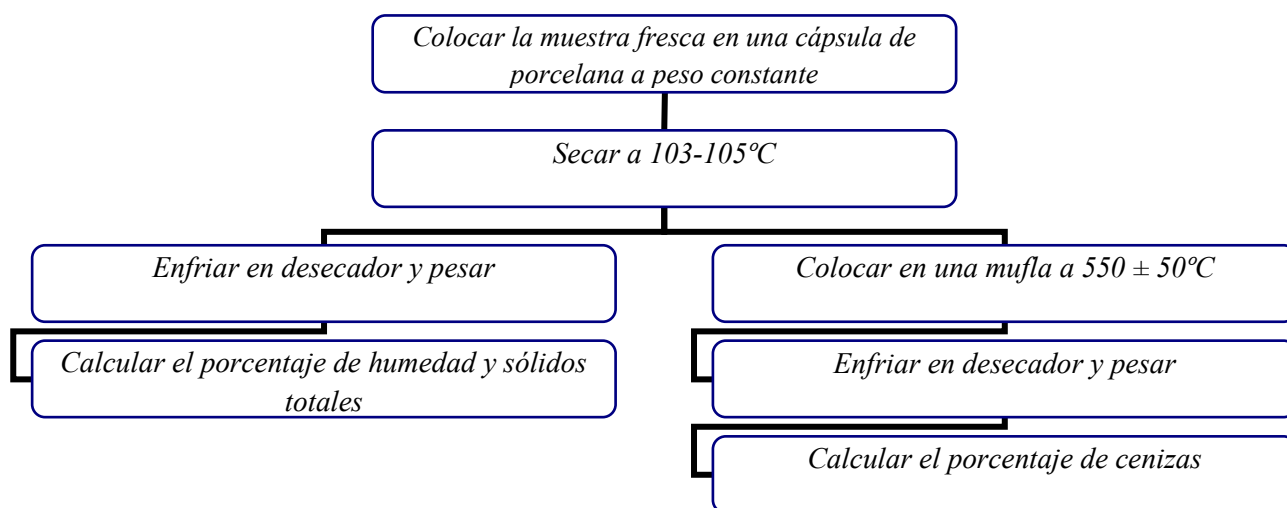 Colocar la muestra fresca en una cápsula de
porcelana a peso constante
Secar a 103-105ºC
Enfriar en desecador y pesar
Calcular el porcentaje de humedad y sólidos
totales
Colocar en una mufla a 550 ± 50ºC
Enfriar en desecador y pesar
Calcular el porcentaje de cenizas